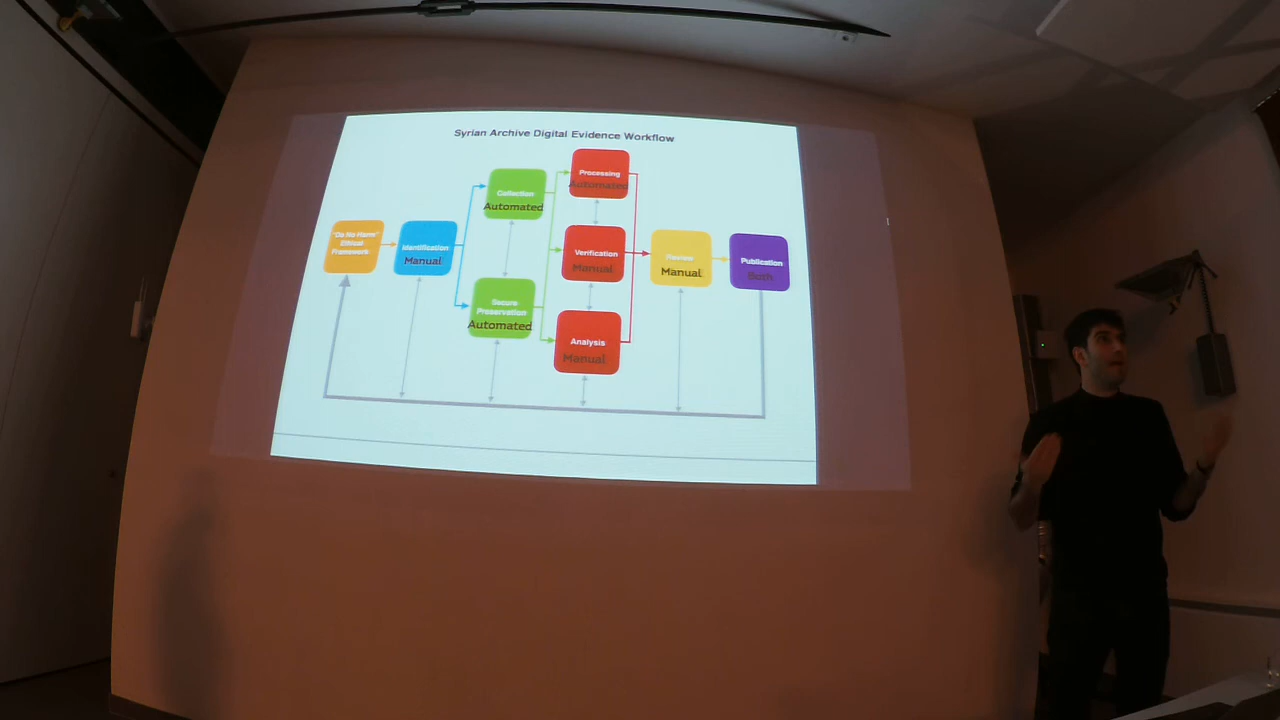 Syrian Archive Digital Evidence Workflow
"Do No Harm"
Ethical
Framework
Identification
Manual
Collection
Automated
Secure
Preservation
Automated
Processing
Automated
Verification
Manual
Analysis
Manual
Review
Manual
Publication
Both